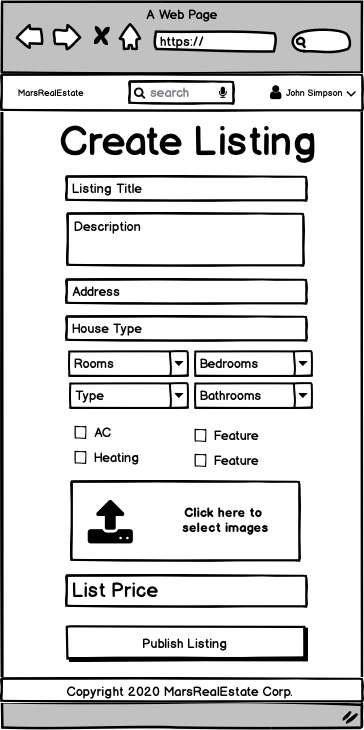 A Web Page
https://
MarsRealEstate
search
John Simpson
Create Listing
Listing Title
Description
Address
House Type
Rooms
Bedrooms
Type
Bathrooms
AC
Feature
Heating
Feature
Click here to
select images
List Price
Publish Listing
Copyright 2020 MarsRealEstate Corp.